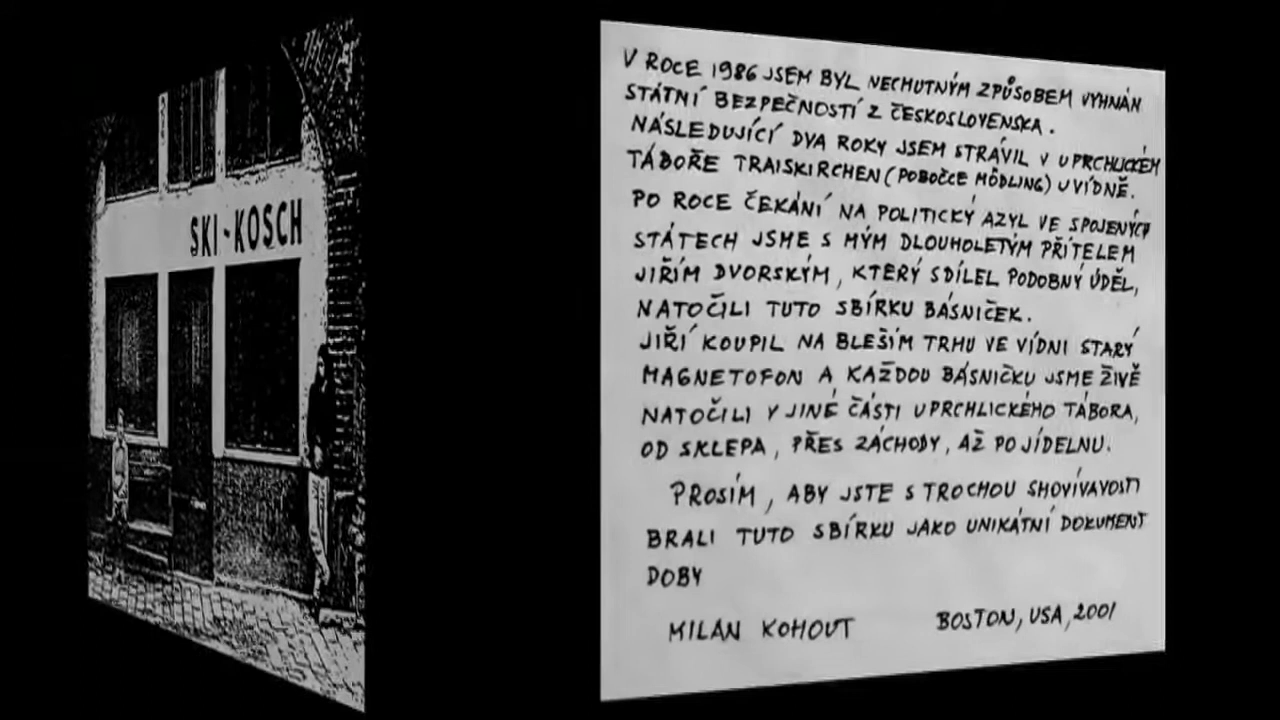 SKI-KOSCH
V ROCE 1986 JSEM BYL NECHUTNÝM ZPŮSOBEM VYHNÁN
STÁTNÍ BEZPEČNOSTÍ Z ČESKOSLOVENSKA.
NÁSLEDUJÍCÍ DVA ROKY JSEM STRÁVIL V UPRCHLICKÉM
TÁBOŘE TRAISKIRCHEN (POBOČCE MÖDLING) U VÍDNĚ.
PO ROCE ČEKÁNÍ NA POLITICKÝ AZYL VE SPOJENÝCH
STÁTECH JSME S MÝM DLOUHOLETÝM PŘÍTELEM
JIŘÍM DVORSKÝM, KTERÝ SDÍLEL PODOBNÝ ÚDĚL,
NATOČILI TUTO SBÍRKU BÁSNIČEK.
JIŘÍ KOUPIL NA BLEŠÍM TRHU VE VÍDNI STARÝ
MAGNETOFON A KAŽDOU BÁSNIČKU JSME ŽIVĚ
NATOČILI V JINÉ ČÁSTI UPRCHLICKÉHO TÁBORA,
OD SKLEPA, PŘES ZÁCHODY, AŽ PO JÍDELNU.
PROSÍM, ABY JSTE S TROCHOU SHOVÍVAVOSTI
BRALI TUTO SBÍRKU JAKO UNIKÁTNÍ DOKUMENT
DOBY
MILAN KOHOUT BOSTON, USA, 2001